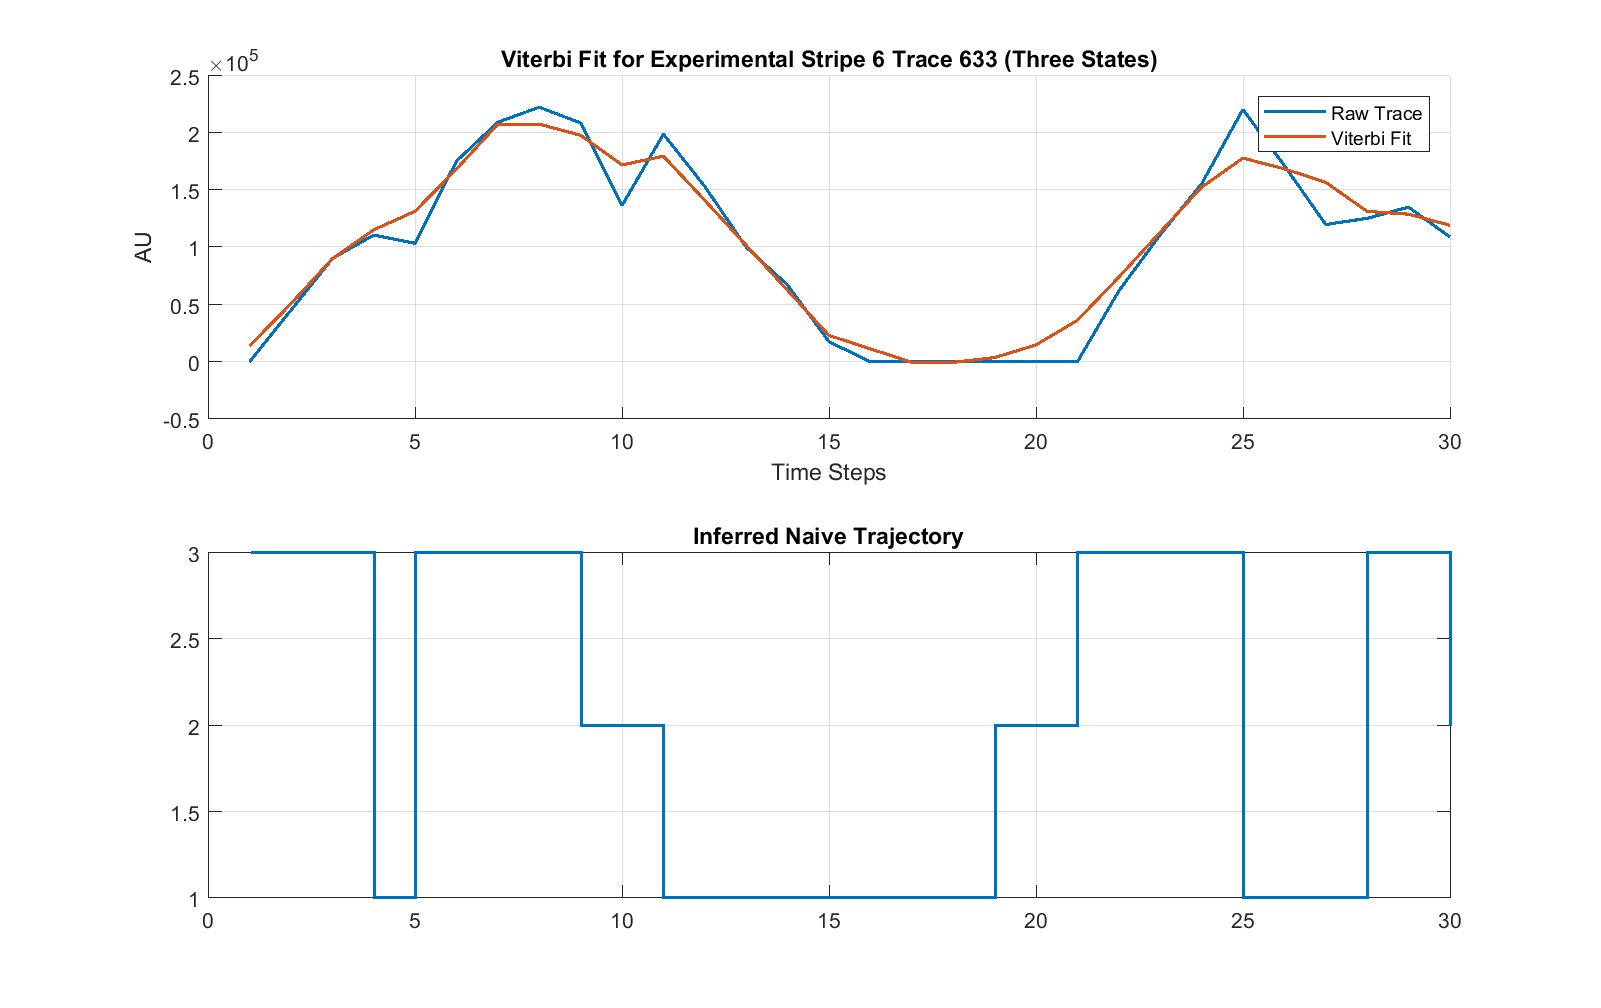 Viterbi Fit for Experimental Stripe 6 Trace 633 (Three States)
×10^5
2.5
2
1.5
1
0.5
0
-0.5
AU
Raw Trace
Viterbi Fit
0 5 10 15 20 25 30
Time Steps
Inferred Naive Trajectory
3
2.5
2
1.5
1
0 5 10 15 20 25 30